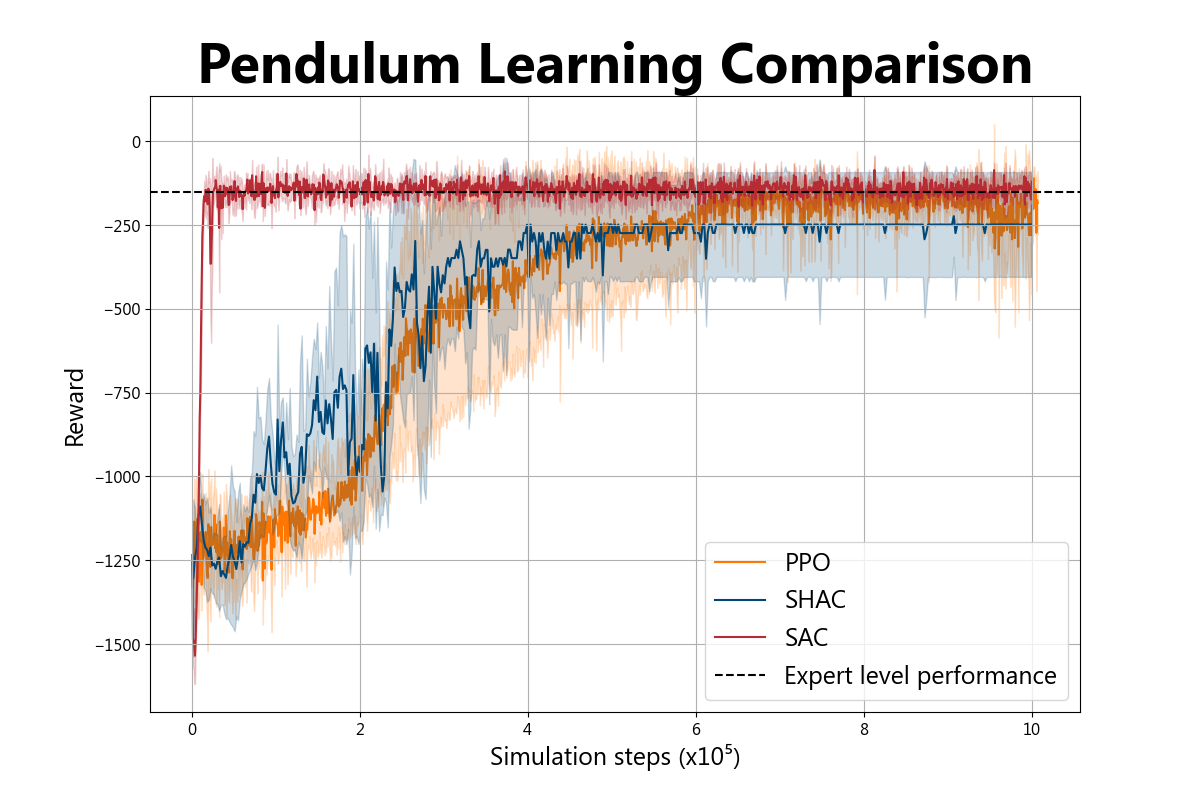 Pendulum Learning Comparison
0
−250
−500
−750
−1000
−1250
−1500
Reward
PPO
SHAC
SAC
Expert level performance
0 2 4 6 8 10
Simulation steps (x10⁵)